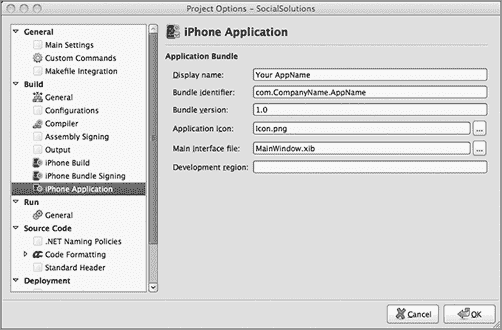 Project Options – SocialSolutions
General
Main Settings
Custom Commands
Makefile Integration
Build
General
Configurations
Compiler
Assembly Signing
Output
iPhone Build
iPhone Bundle Signing
iPhone Application
Run
General
Source Code
.NET Naming Policies
Code Formatting
Standard Header
Deployment
iPhone Application
Application Bundle
Display name: Your AppName
Bundle identifier: com.CompanyName.AppName
Bundle version: 1.0
Application Icon: Icon.png ...
Main interface file: MainWindow.xib ...
Development region:
Cancel OK